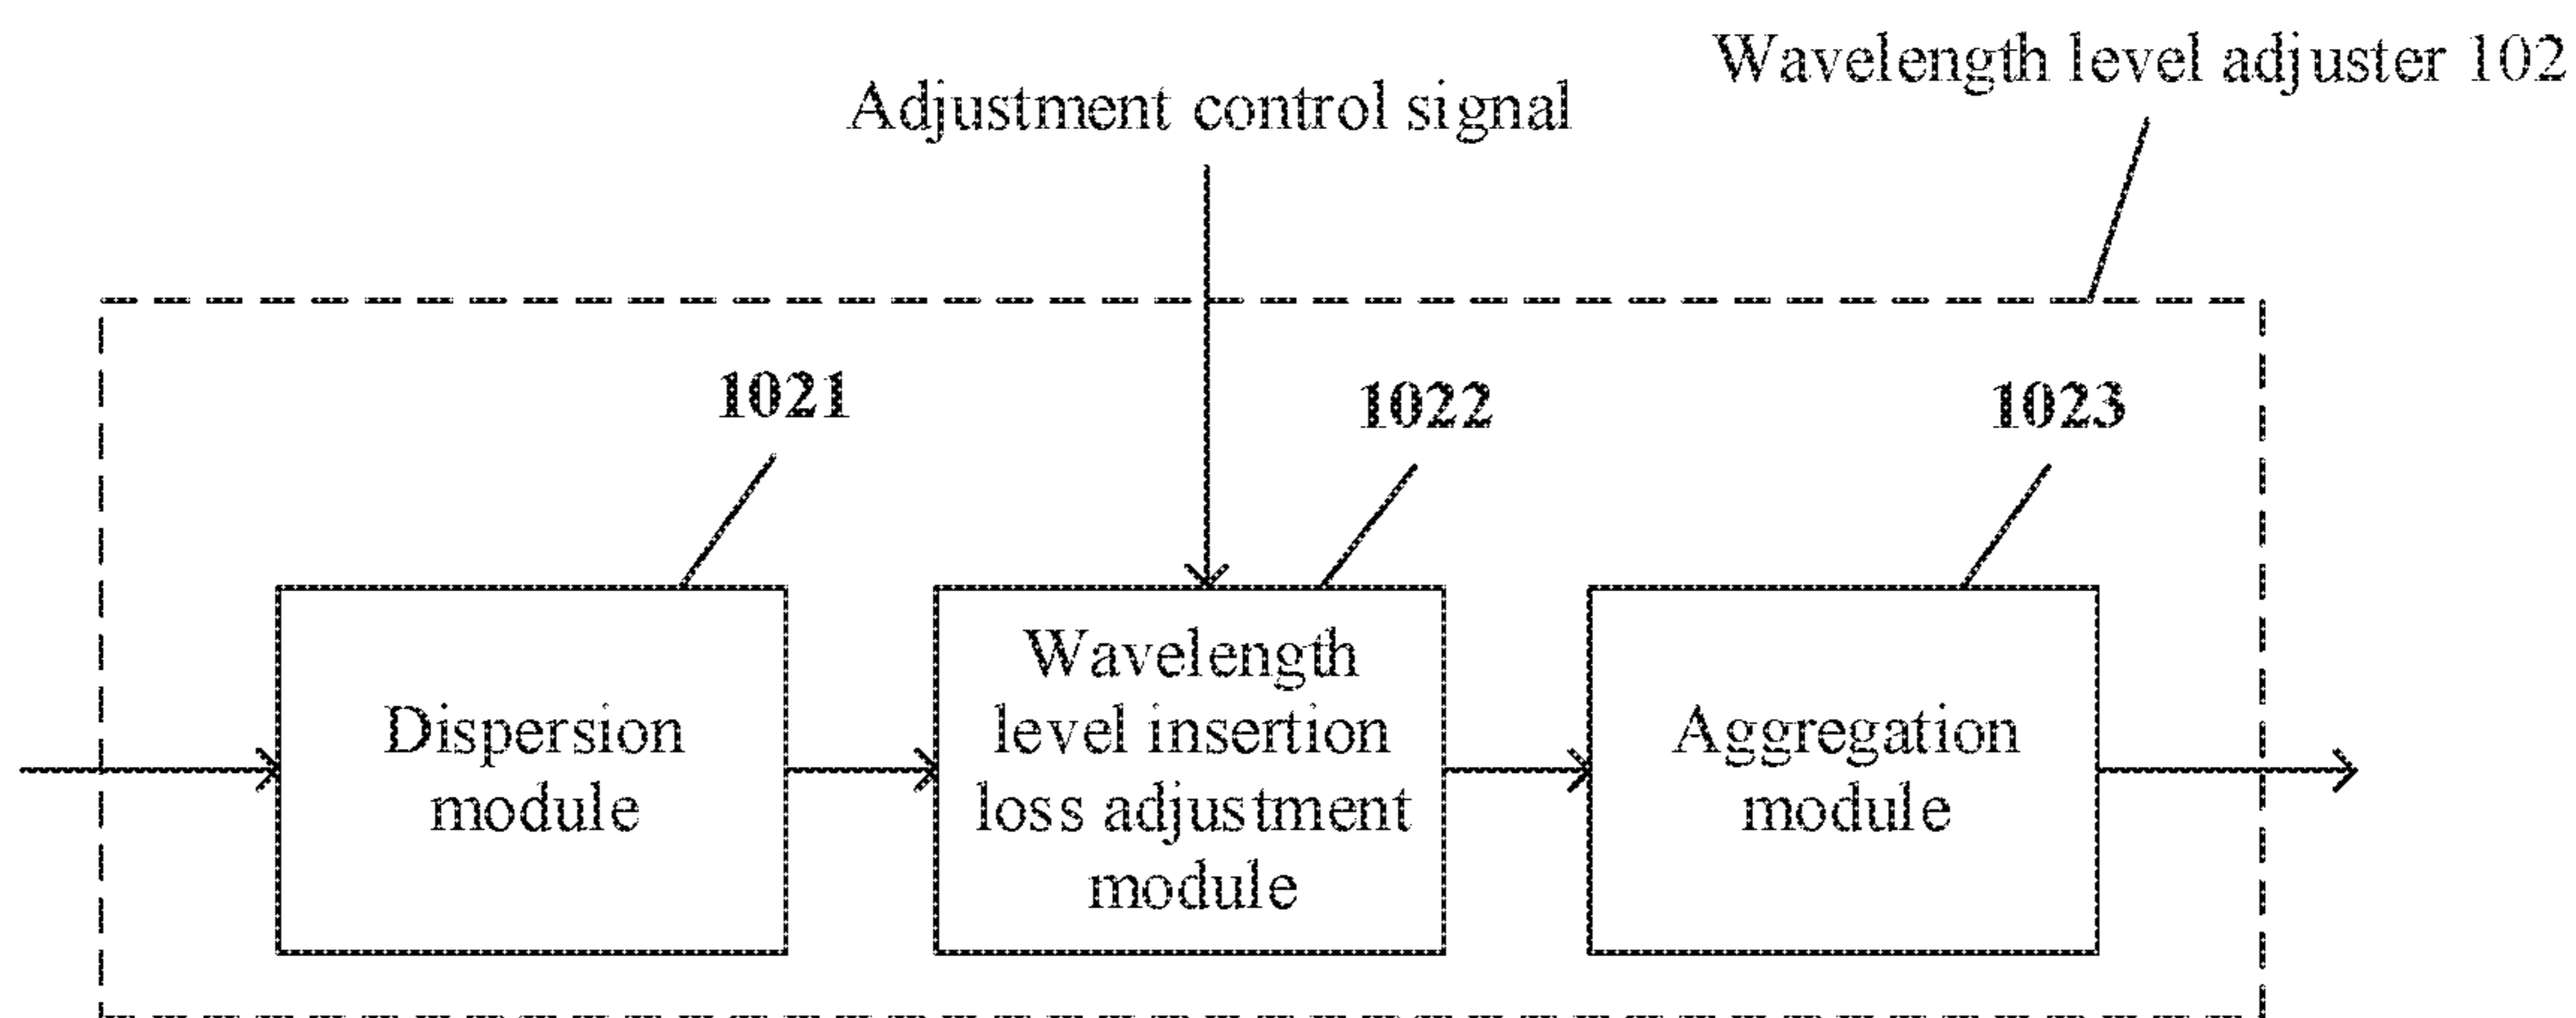 Wavelength level adjuster 102
Adjustment control signal
1021
1022
1023
Dispersion
module
Wavelength
level insertion
loss adjustment
module
Aggregation
module